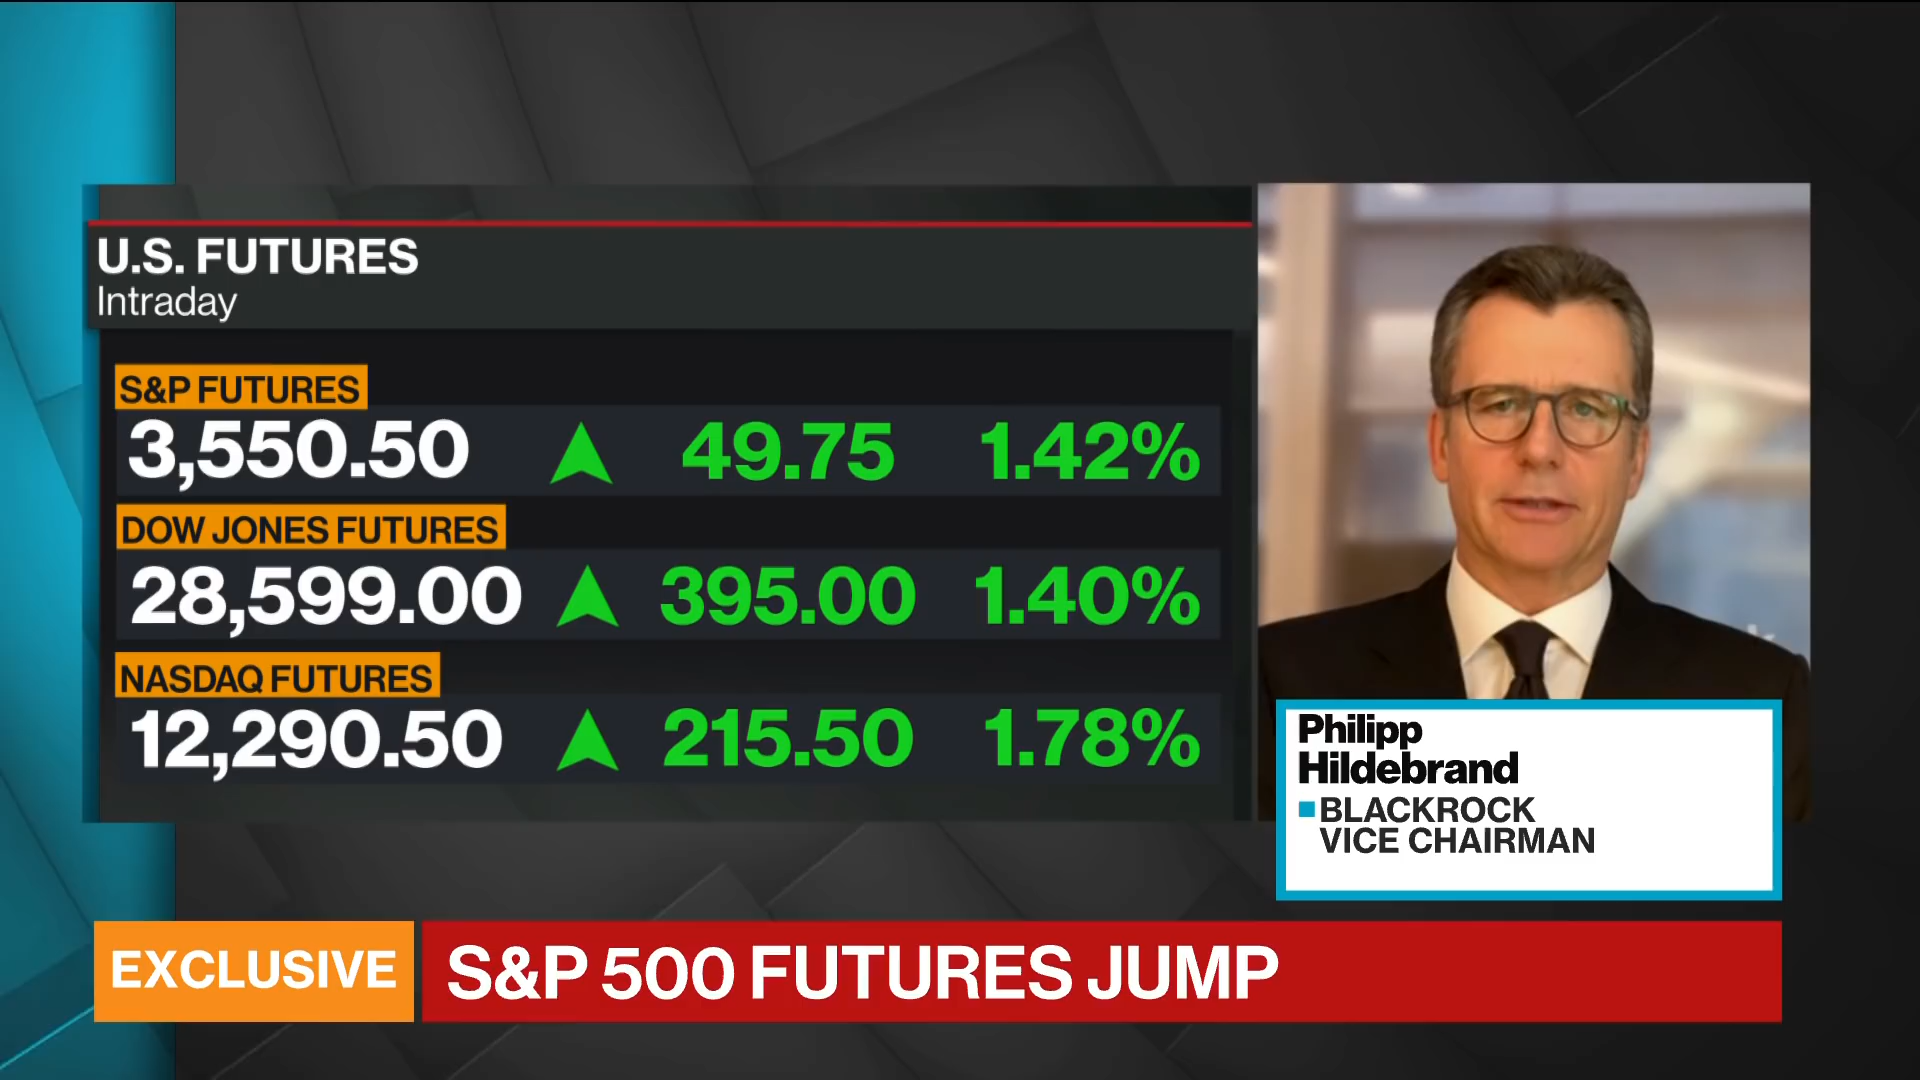 U.S. FUTURES
Intraday
S&P FUTURES
3,550.50 ▲ 49.75 1.42%
DOW JONES FUTURES
28,599.00 ▲ 395.00 1.40%
NASDAQ FUTURES
12,290.50 ▲ 215.50 1.78%
Philipp
Hildebrand
BLACKROCK
VICE CHAIRMAN
EXCLUSIVE
S&P 500 FUTURES JUMP